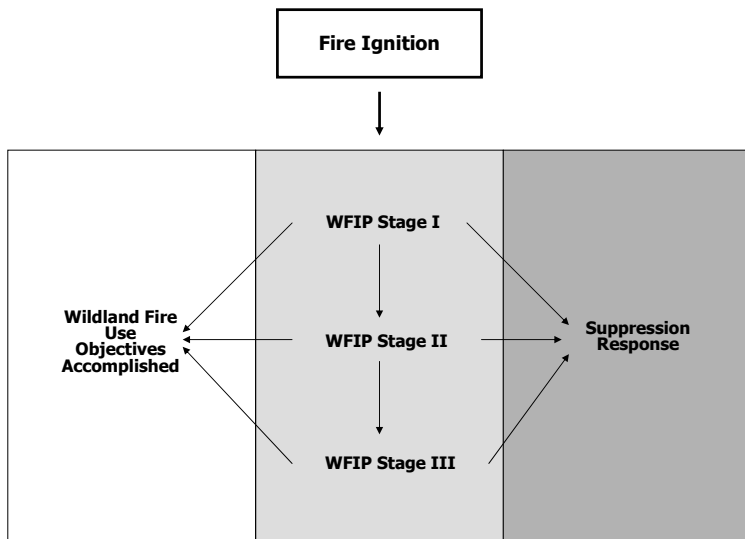 Fire Ignition
WFIP Stage I
Wildland Fire
Use
Objectives
Accomplished
WFIP Stage II
Suppression
Response
WFIP Stage III